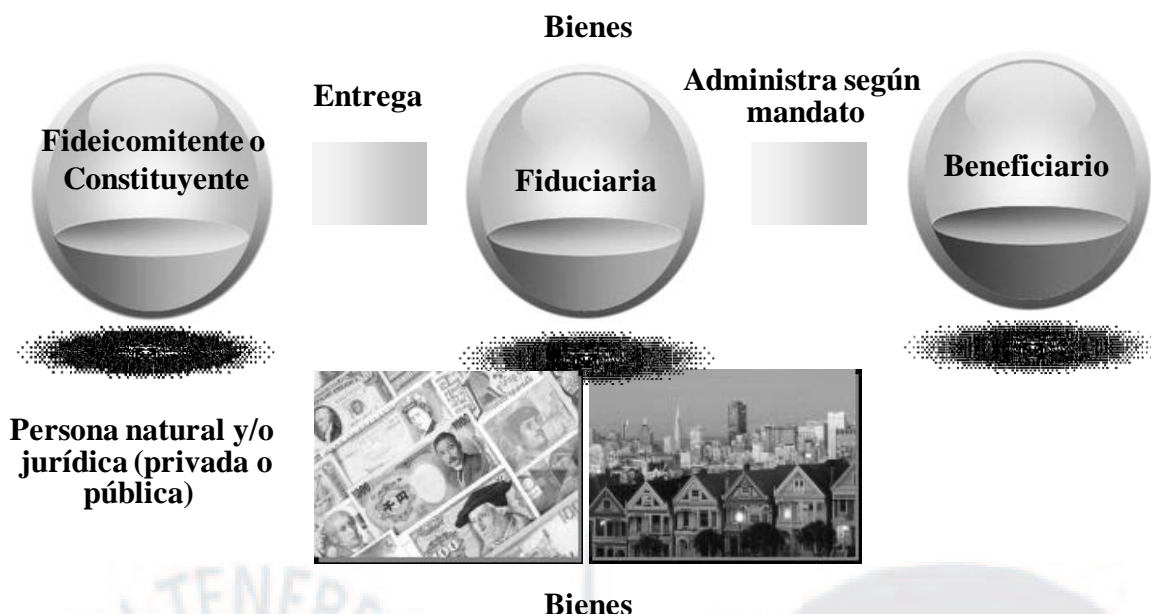 Bienes
Entrega
Administra según
mandato
Fideicomitente o
Constituyente
Fiduciaria
Beneficiario
Persona natural y/o
jurídica (privada o
pública)
Bienes